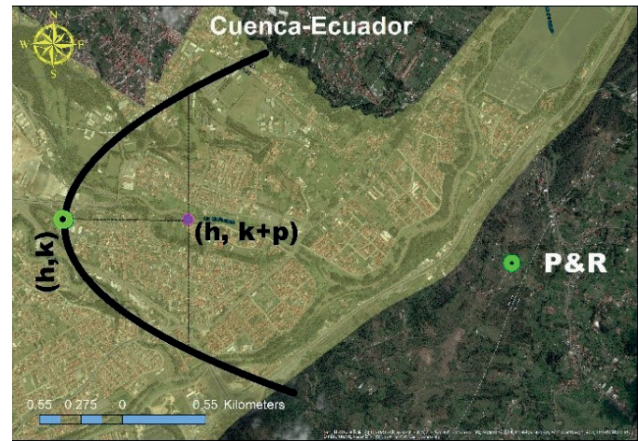 Cuenca-Ecuador
N
W E
S
(h, k+p)
(h,k)
P&R
0.55 0.275 0 0.55 Kilometers